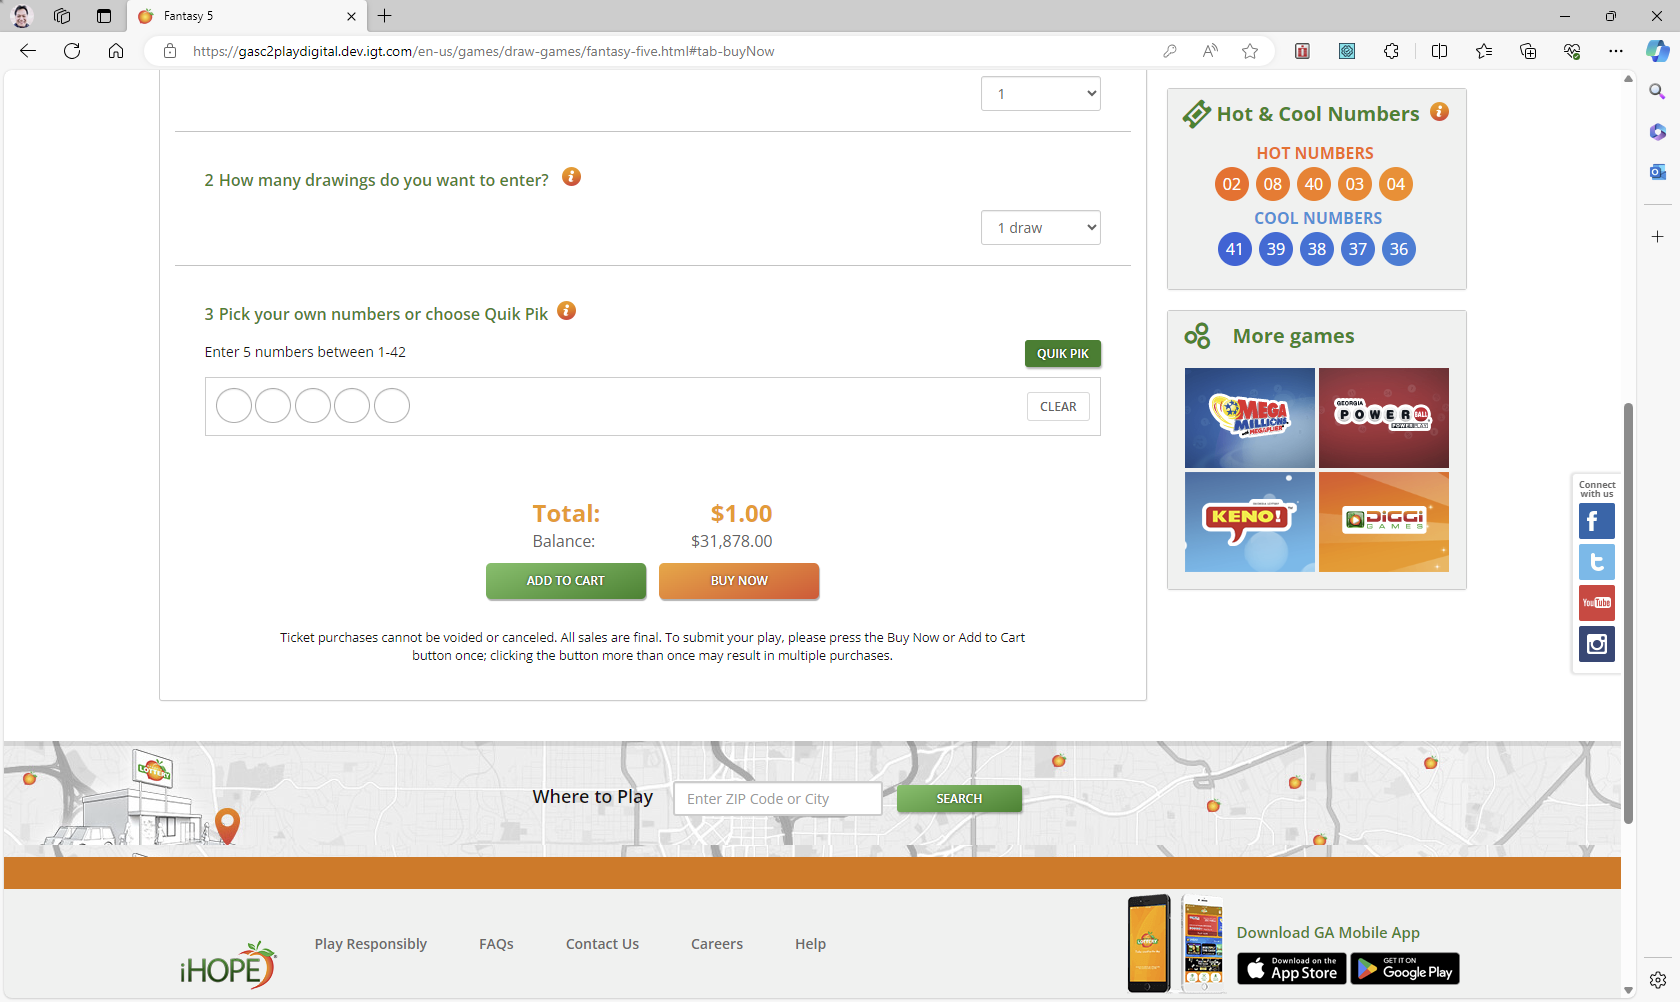 Fantasy 5
https://gasc2playdigital.dev.igt.com/en-us/games/draw-games/fantasy-five.html#tab-buyNow
1
2 How many drawings do you want to enter?
1 draw
3 Pick your own numbers or choose Quik Pik
Enter 5 numbers between 1-42
QUIK PIK
CLEAR
Total: $1.00
Balance: $31,878.00
ADD TO CART
BUY NOW
Ticket purchases cannot be voided or canceled. All sales are final. To submit your play, please press the Buy Now or Add to Cart
button once; clicking the button more than once may result in multiple purchases.
Hot & Cool Numbers
HOT NUMBERS
02 08 40 03 04
COOL NUMBERS
41 39 38 37 36
More games
MEGA
MILLIONS
MEGAPLIER
GEORGIA
POWERBALL
POWER PLAY
KENO!
DIGGI
GAMES
Connect
with us
YouTube
LOTTERY
Where to Play
Enter ZIP Code or City
SEARCH
iHOPE
Play Responsibly
FAQs
Contact Us
Careers
Help
LOTTERY
Download GA Mobile App
Download on the
App Store
GET IT ON
Google Play